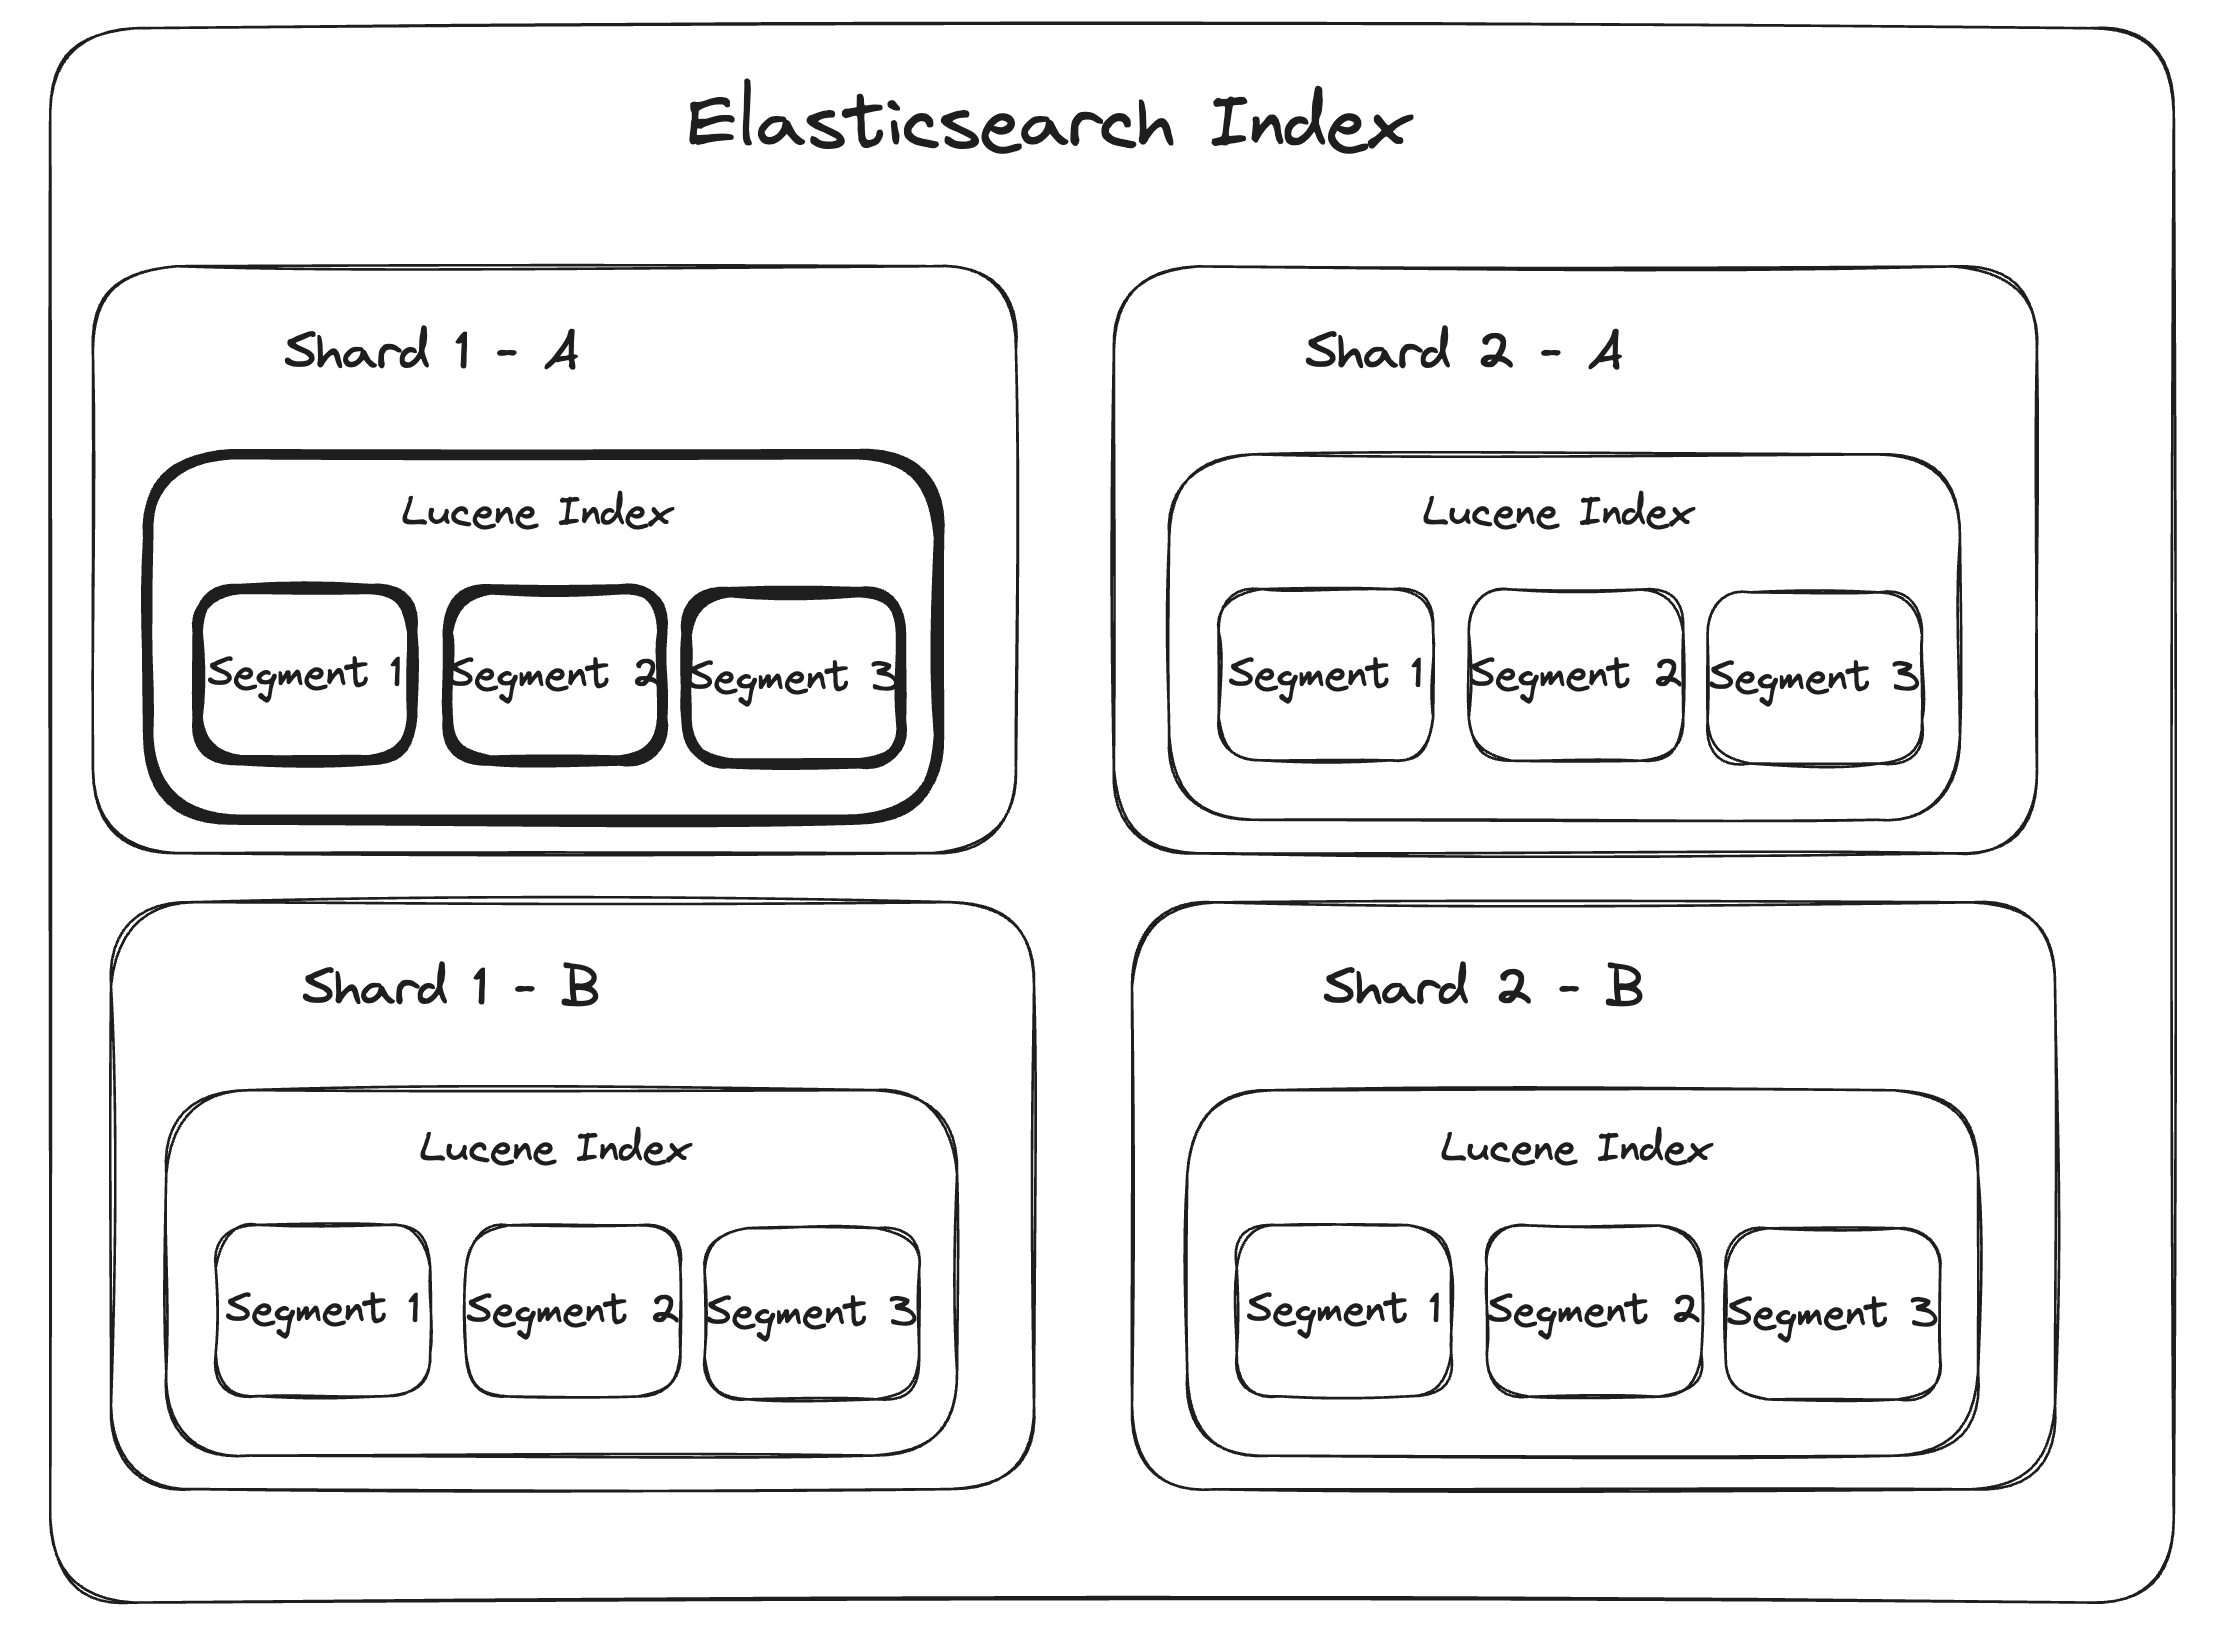 Elasticsearch Index
Shard 1 - A
Lucene Index
Segment 1
Segment 2
Segment 3
Shard 2 - A
Lucene Index
Segment 1
Segment 2
Segment 3
Shard 1 - B
Lucene Index
Segment 1
Segment 2
Segment 3
Shard 2 - B
Lucene Index
Segment 1
Segment 2
Segment 3